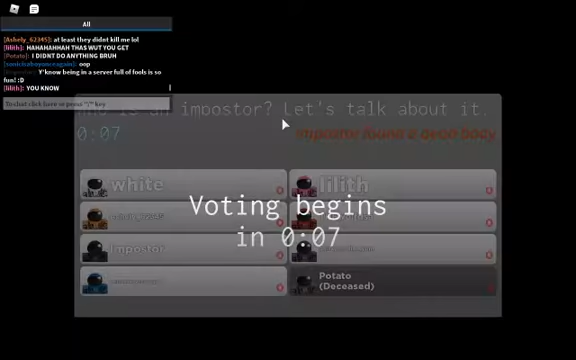 All
[Ashely_62345]: at least they didnt kill me lol
[lilith]: HAHAHAHHAH THAS WUT YOU GET
[Potato]: I DIDNT DO ANYTHING BRUH
oop
Y'know being in a server full of fools is so
fun! :D
[lilith]: YOU KNOW
To chat click here or press "/" key
is an impostor? Let's talk about it.
0:07
found a dead body
white
lilith
Impostor
Potato
(Deceased)
Voting begins
in 0:07